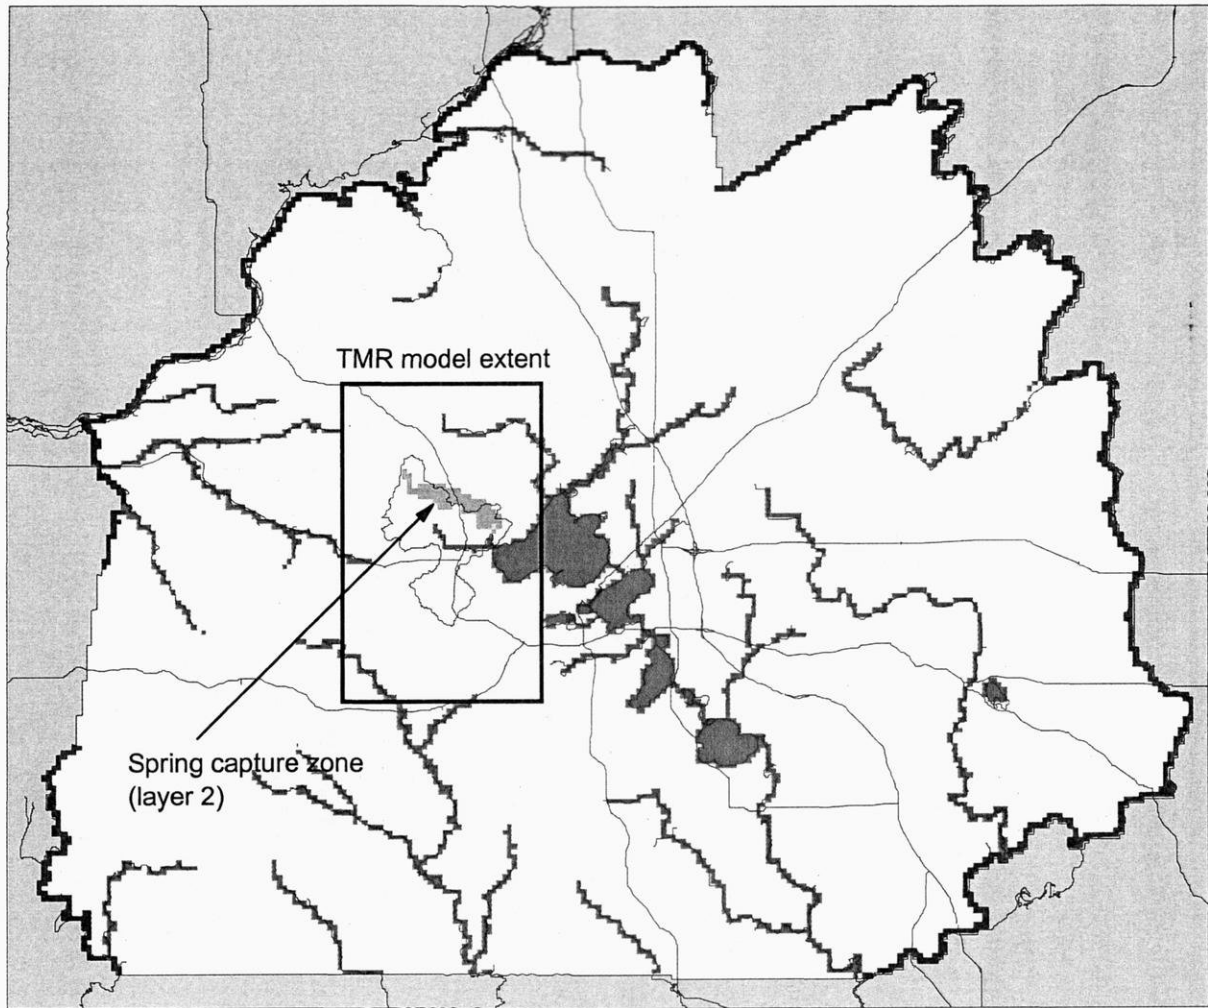 TMR model extent
Spring capture zone
(layer 2)